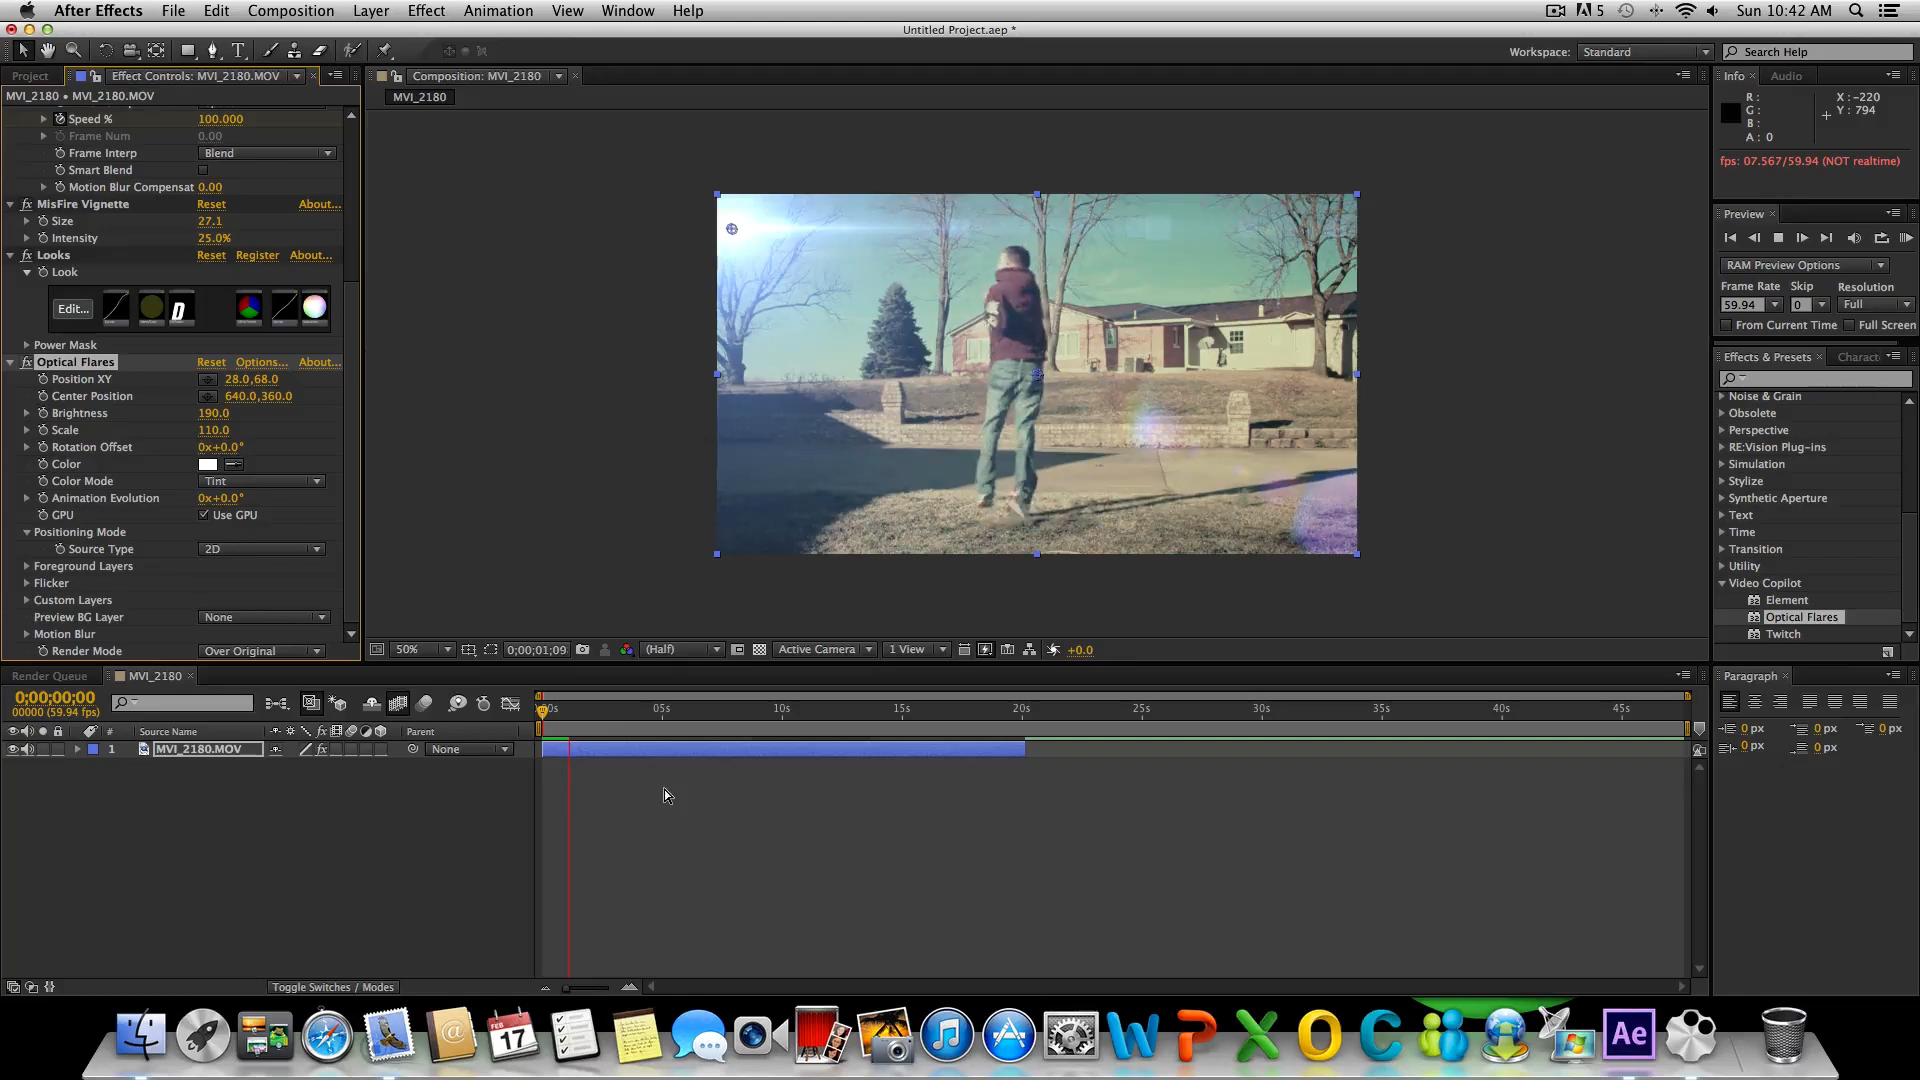 After Effects File Edit Composition Layer Effect Animation View Window Help 5 Sun 10:42 AM
Untitled Project.aep *
T Workspace: Standard Search Help
Project Effect Controls: MVI_2180.MOV Composition: MVI_2180 Info Audio
MVI_2180 • MVI_2180.MOV
MVI_2180
Speed % 100.000
Frame Num 0.00
Frame Interp Blend
Smart Blend
Motion Blur Compensat 0.00
MisFire Vignette Reset About...
Size 27.1
Intensity 25.0%
Looks Reset Register About...
Look
Edit... D
Power Mask
Optical Flares Reset Options... About...
Position XY 28.0,68.0
Center Position 640.0,360.0
Brightness 190.0
Scale 110.0
Rotation Offset 0x+0.0°
Color
Color Mode Tint
Animation Evolution 0x+0.0°
GPU Use GPU
Positioning Mode
Source Type 2D
Foreground Layers
Flicker
Custom Layers
Preview BG Layer None
Motion Blur
Render Mode Over Original
50% 0;00;01;09 (Half) Active Camera 1 View +0.0
R: X: -220
G: Y: 794
B:
A: 0
fps: 07.567/59.94 (NOT realtime)
Preview
RAM Preview Options
Frame Rate Skip Resolution
59.94 0 Full
From Current Time Full Screen
Effects & Presets Charact
Noise & Grain
Obsolete
Perspective
RE:Vision Plug-ins
Simulation
Stylize
Synthetic Aperture
Text
Time
Transition
Utility
Video Copilot
32 Element
32 Optical Flares
32 Twitch
Paragraph
0 px 0 px 0 px
0 px 0 px
Render Queue MVI_2180
0;00;00;00
00000 (59.94 fps)
:00s 05s 10s 15s 20s 25s 30s 35s 40s 45s
# Source Name fx Parent
1 MVI_2180.MOV fx None
Toggle Switches / Modes
FEB
17
@
W P X O C
Ae